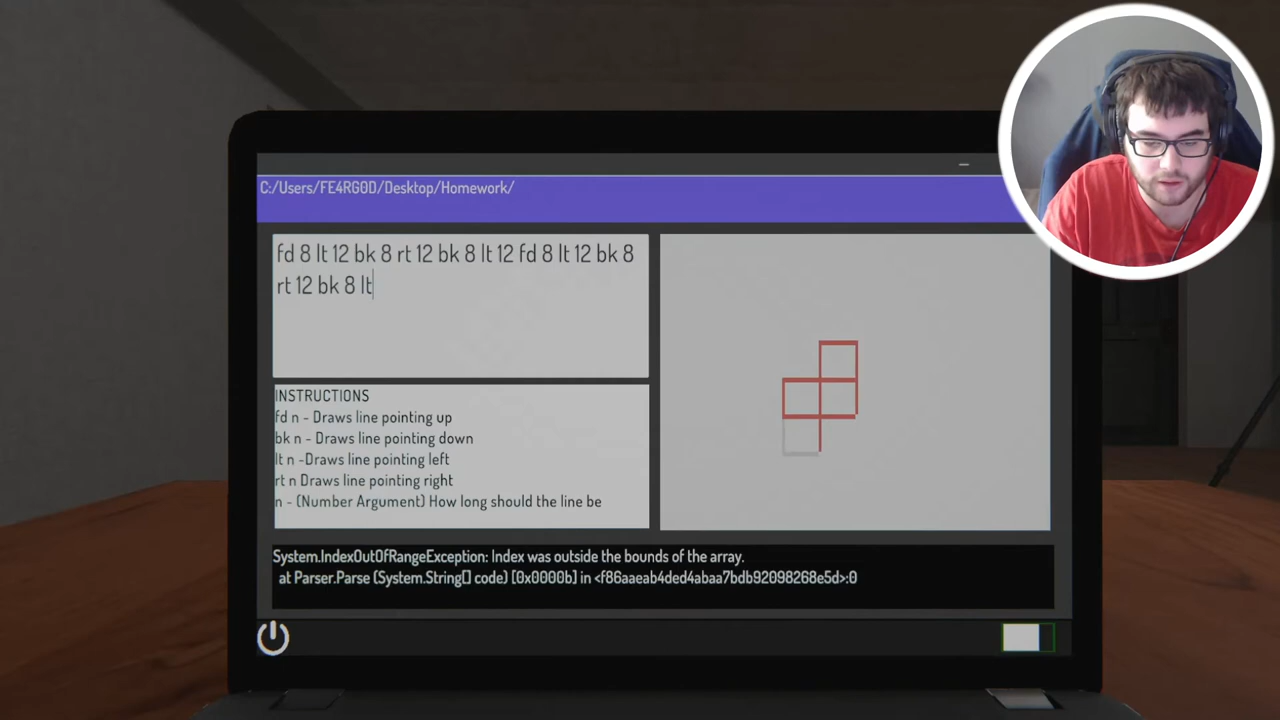 C:/Users/FE4RG0D/Desktop/Homework/
fd 8 lt 12 bk 8 rt 12 bk 8 lt 12 fd 8 lt 12 bk 8
rt 12 bk 8 lt
INSTRUCTIONS
fd n - Draws line pointing up
bk n - Draws line pointing down
lt n -Draws line pointing left
rt n Draws line pointing right
n - (Number Argument) How long should the line be
System.IndexOutOfRangeException: Index was outside the bounds of the array.
at Parser.Parse (System.String[] code) [0x0000b] in <f86aaeab4ded4abaa7bdb92098268e5d>:0